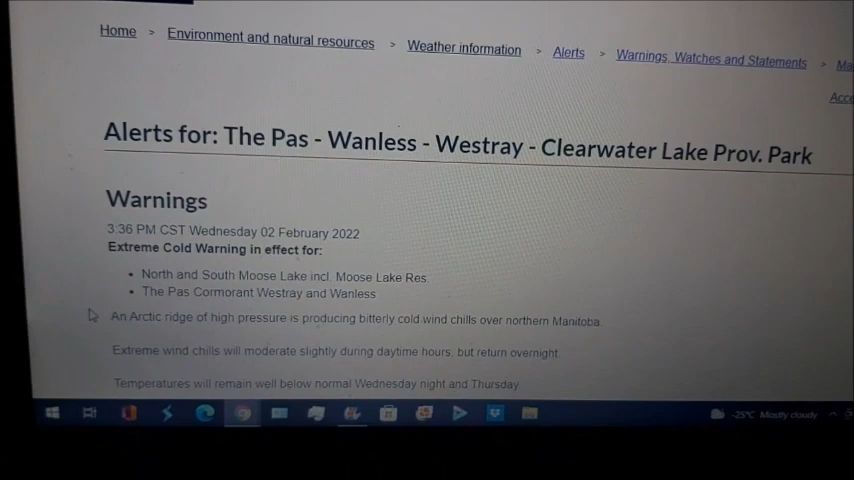 Home > Environment and natural resources > Weather information > Alerts > Warnings, Watches and Statements > Ma
Acce
Alerts for: The Pas - Wanless - Westray - Clearwater Lake Prov. Park
Warnings
3:36 PM CST Wednesday 02 February 2022
Extreme Cold Warning in effect for:
• North and South Moose Lake incl. Moose Lake Res.
• The Pas Cormorant Westray and Wanless
An Arctic ridge of high pressure is producing bitterly cold wind chills over northern Manitoba.
Extreme wind chills will moderate slightly during daytime hours, but return overnight.
Temperatures will remain well below normal Wednesday night and Thursday
-25°C Mostly cloudy